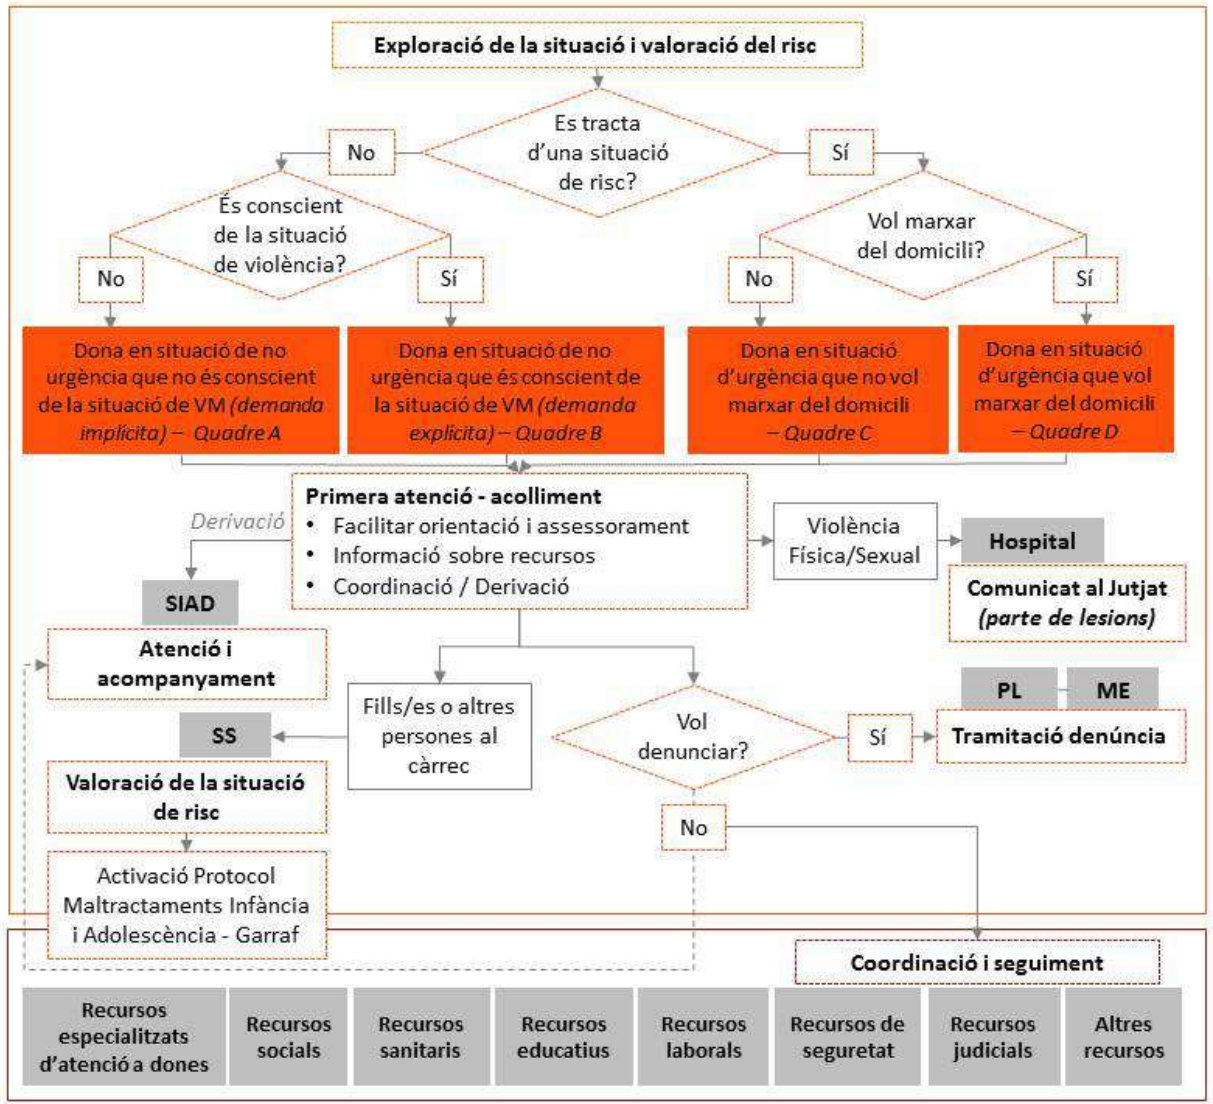 Exploració de la situació i valoració del risc
Es tracta
d'una situació
de risc?
No
Sí
És conscient
de la situació
de violència?
Vol marxar
del domicili?
No
Sí
No
Sí
Dona en situació de no
urgència que no és conscient
de la situació de VM (demanda
implícita) – Quadre A
Dona en situació de no
urgència que és conscient de
la situació de VM (demanda
explícita) – Quadre B
Dona en situació
d'urgència que no vol
marxar del domicili
– Quadre C
Dona en situació
d'urgència que vol
marxar del domicili
– Quadre D
Primera atenció - acolliment
• Facilitar orientació i assessorament
• Informació sobre recursos
• Coordinació / Derivació
Derivació
Violència
Física/Sexual
Hospital
Comunicat al Jutjat
(parte de lesions)
SIAD
Atenció i
acompanyament
PL
ME
Tramitació denúncia
Fills/es o altres
persones al
càrrec
Vol
denunciar?
Sí
SS
Valoració de la situació
de risc
No
Activació Protocol
Maltractaments Infància
i Adolescència - Garraf
Coordinació i seguiment
Recursos
especialitzats
d'atenció a dones
Recursos
socials
Recursos
sanitaris
Recursos
educatius
Recursos
laborals
Recursos de
seguretat
Recursos
judicials
Altres
recursos